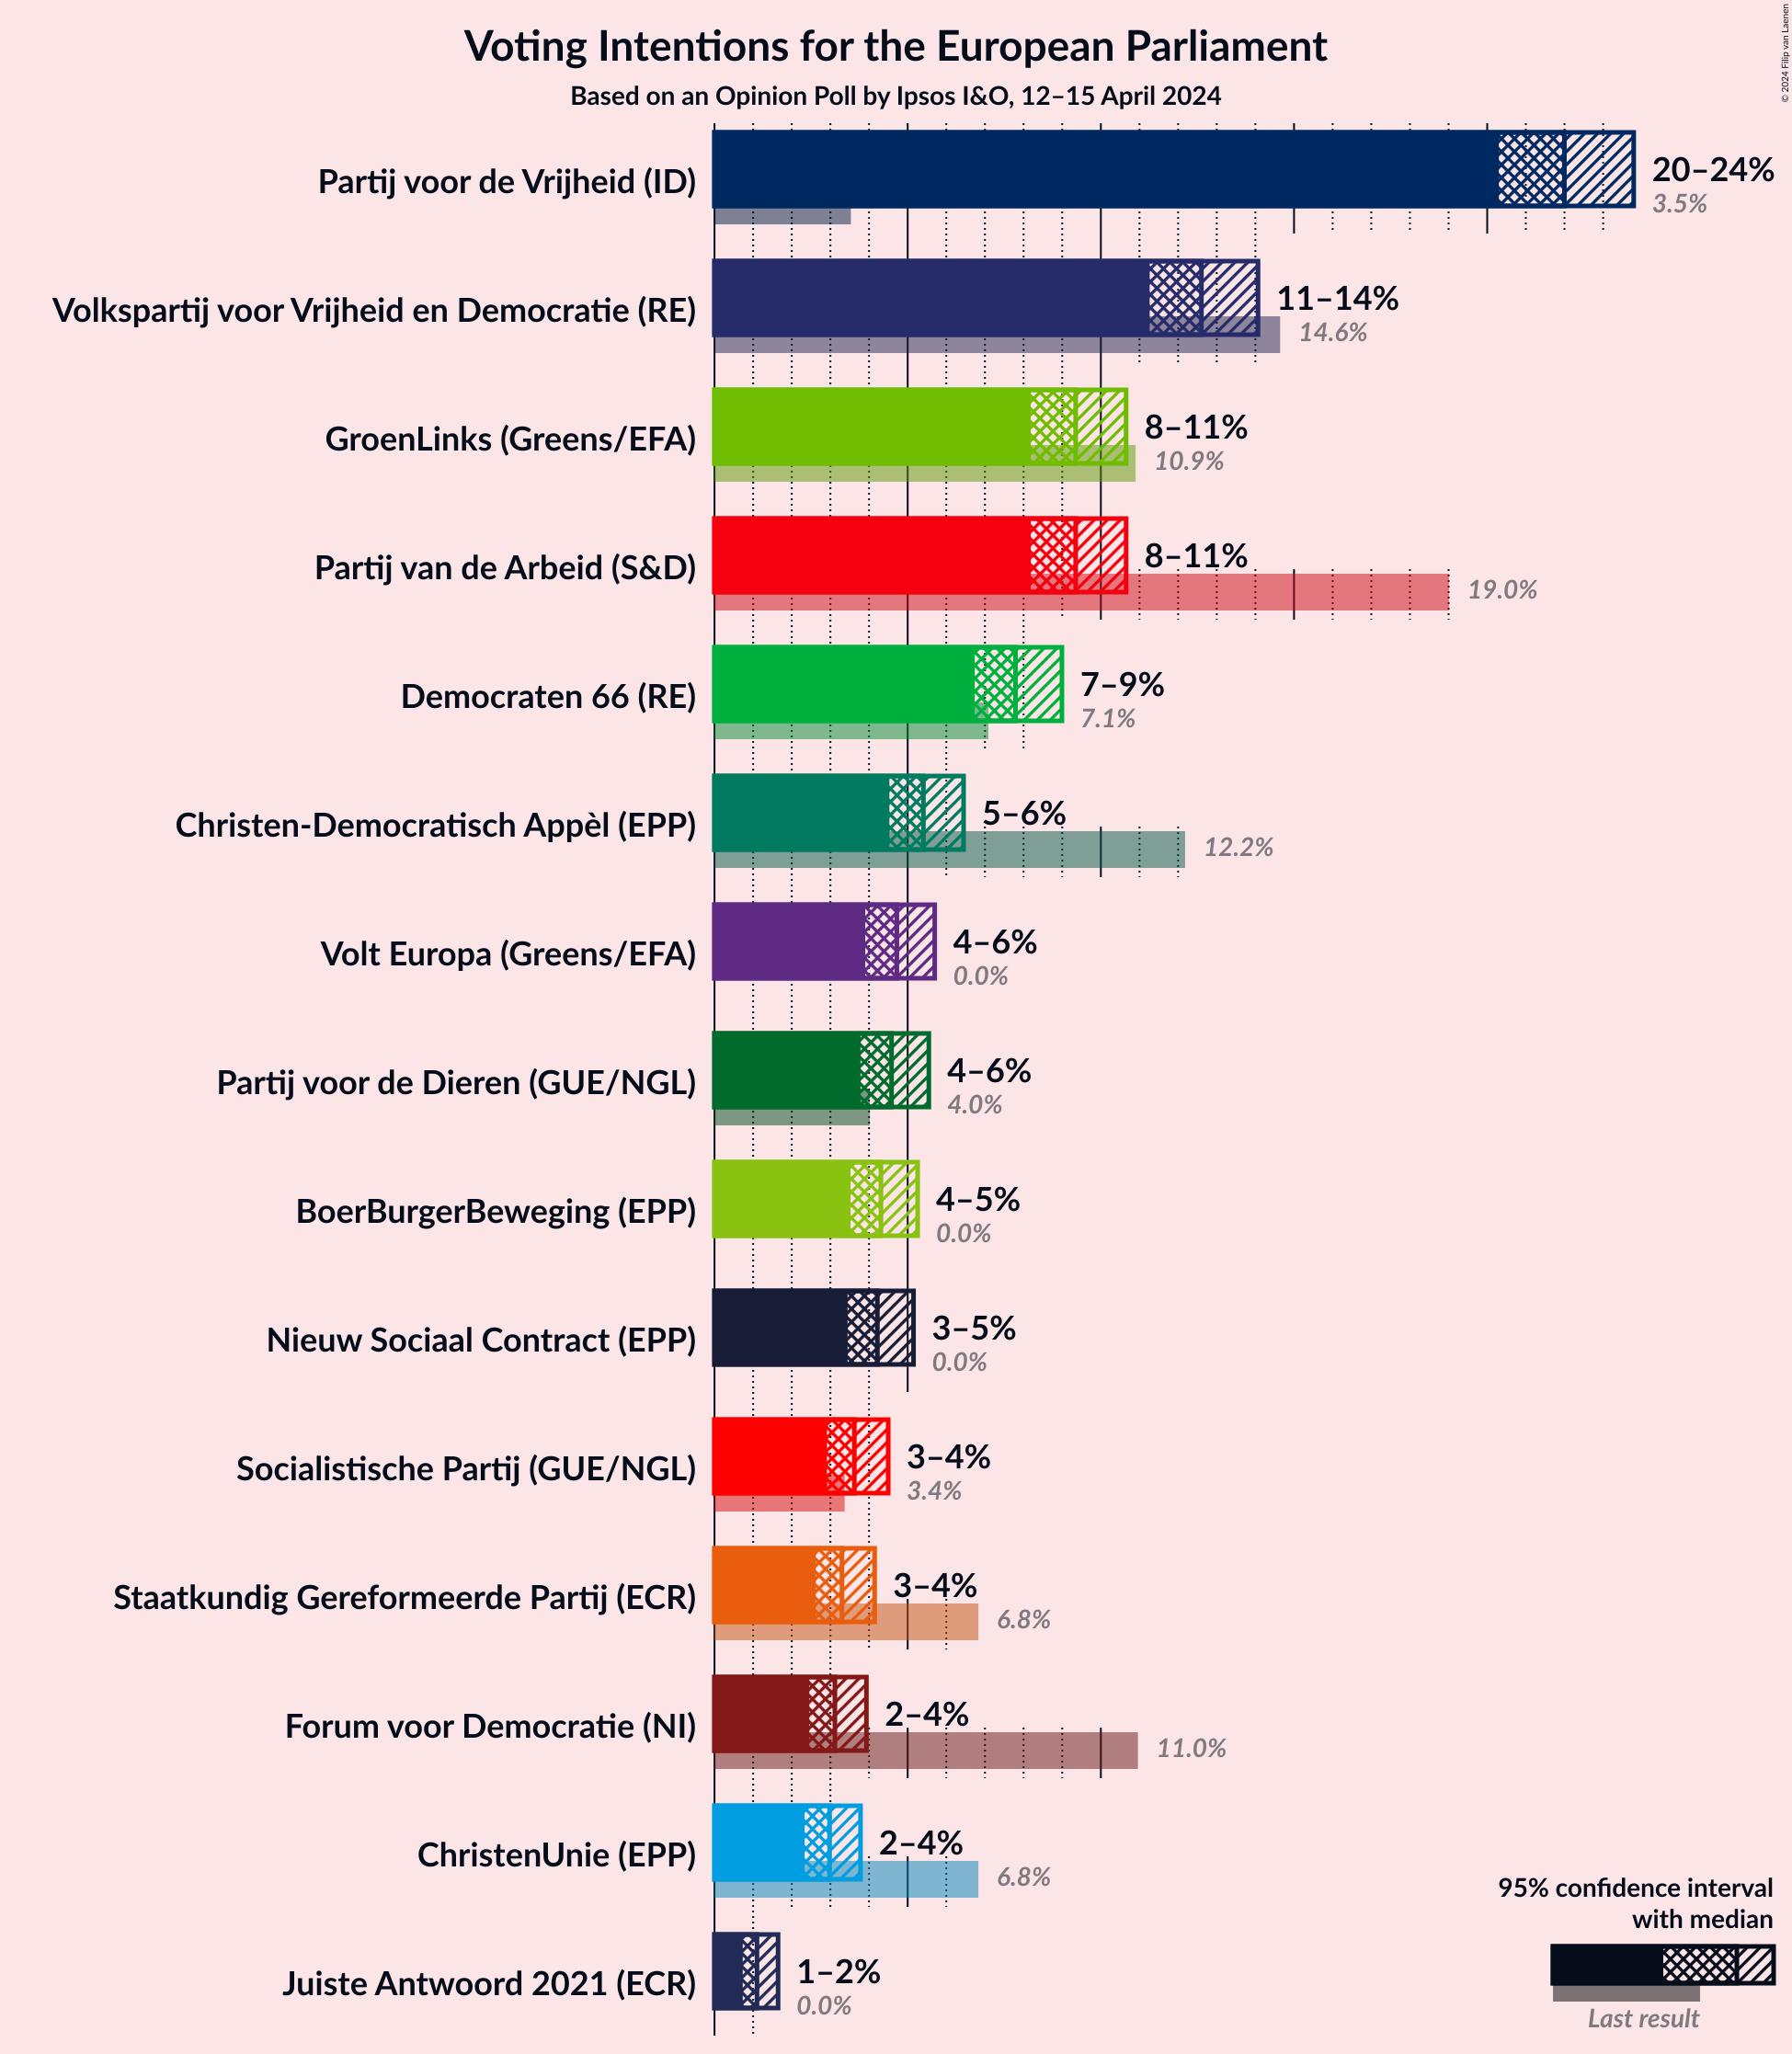 Voting Intentions for the European Parliament
Based on an Opinion Poll by Ipsos I&O, 12–15 April 2024
© 2024 Filip van Laenen
Partij voor de Vrijheid (ID)
20–24%
3.5%
Volkspartij voor Vrijheid en Democratie (RE)
11–14%
14.6%
GroenLinks (Greens/EFA)
8–11%
10.9%
Partij van de Arbeid (S&D)
8–11%
19.0%
Democraten 66 (RE)
7–9%
7.1%
Christen-Democratisch Appèl (EPP)
5–6%
12.2%
Volt Europa (Greens/EFA)
4–6%
0.0%
Partij voor de Dieren (GUE/NGL)
4–6%
4.0%
BoerBurgerBeweging (EPP)
4–5%
0.0%
Nieuw Sociaal Contract (EPP)
3–5%
0.0%
Socialistische Partij (GUE/NGL)
3–4%
3.4%
Staatkundig Gereformeerde Partij (ECR)
3–4%
6.8%
Forum voor Democratie (NI)
2–4%
11.0%
ChristenUnie (EPP)
2–4%
6.8%
Juiste Antwoord 2021 (ECR)
1–2%
0.0%
95% confidence interval
with median
Last result